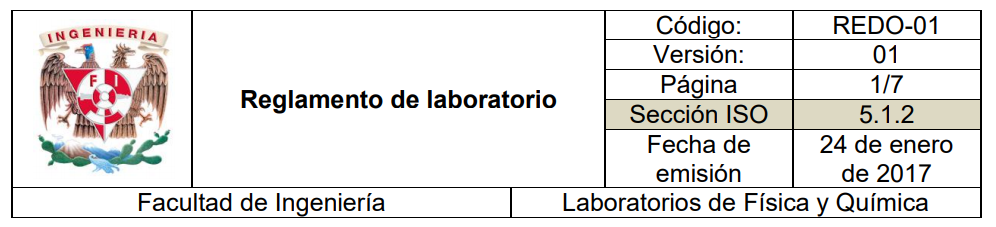 INGENIERIA
F I
Reglamento de laboratorio
Código: REDO-01
Versión: 01
Página 1/7
Sección ISO 5.1.2
Fecha de emisión 24 de enero de 2017
Facultad de Ingeniería Laboratorios de Física y Química